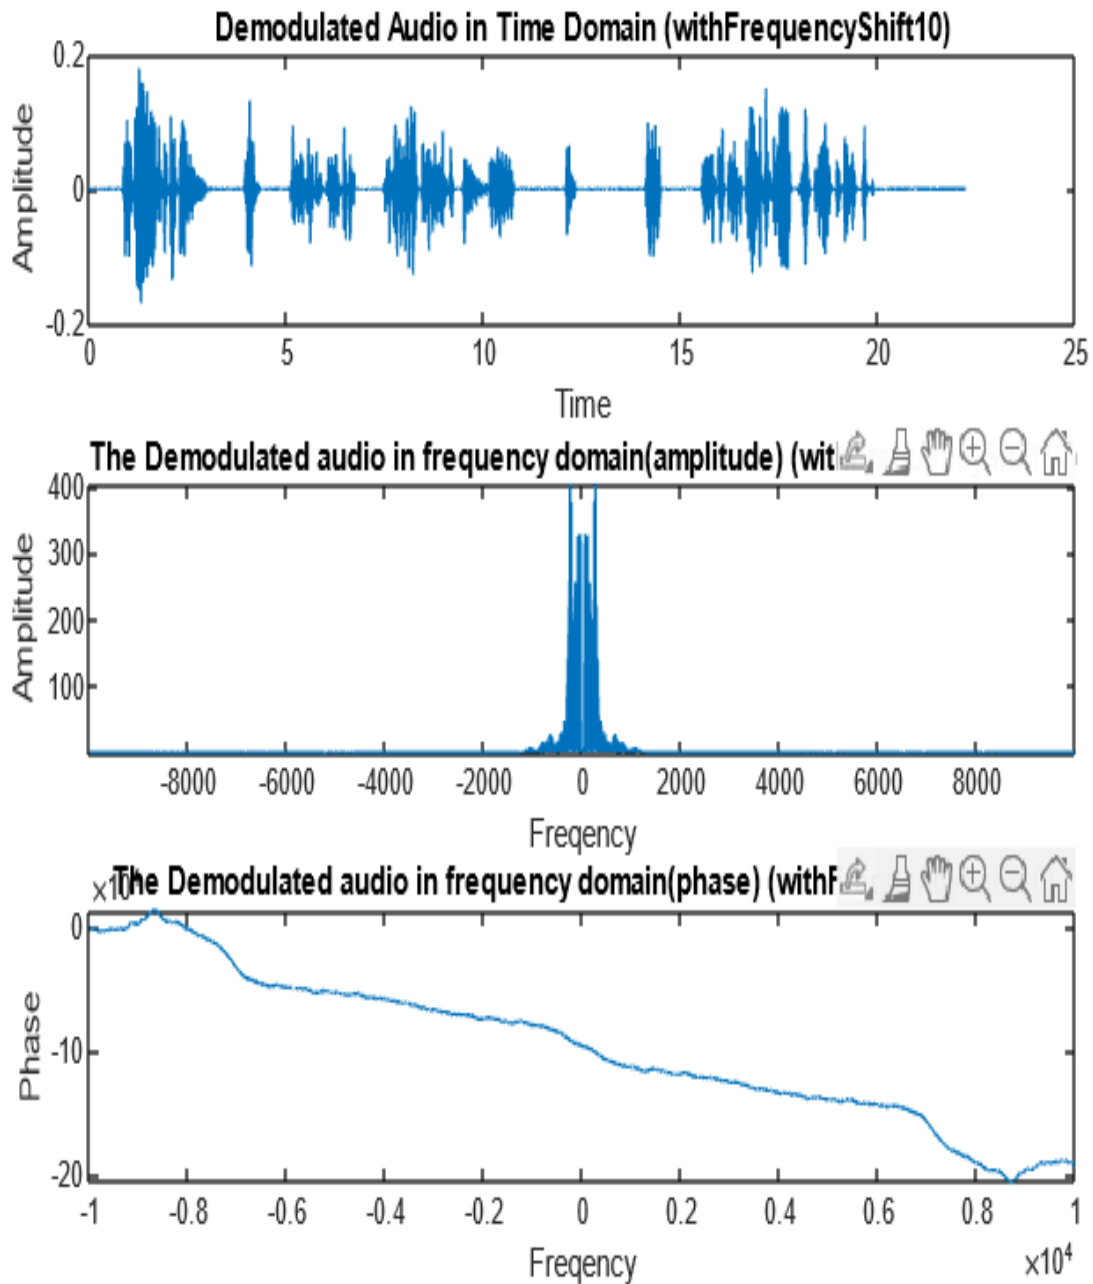 Demodulated Audio in Time Domain (withFrequencyShift10)
0.2
0
-0.2
Amplitude
0 5 10 15 20 25
Time
The Demodulated audio in frequency domain(amplitude) (wit
400
300
200
100
Amplitude
-8000 -6000 -4000 -2000 0 2000 4000 6000 8000
Freqency
The Demodulated audio in frequency domain(phase) (withF
0
-10
-20
Phase
-1 -0.8 -0.6 -0.4 -0.2 0 0.2 0.4 0.6 0.8 1
×10⁴
Freqency